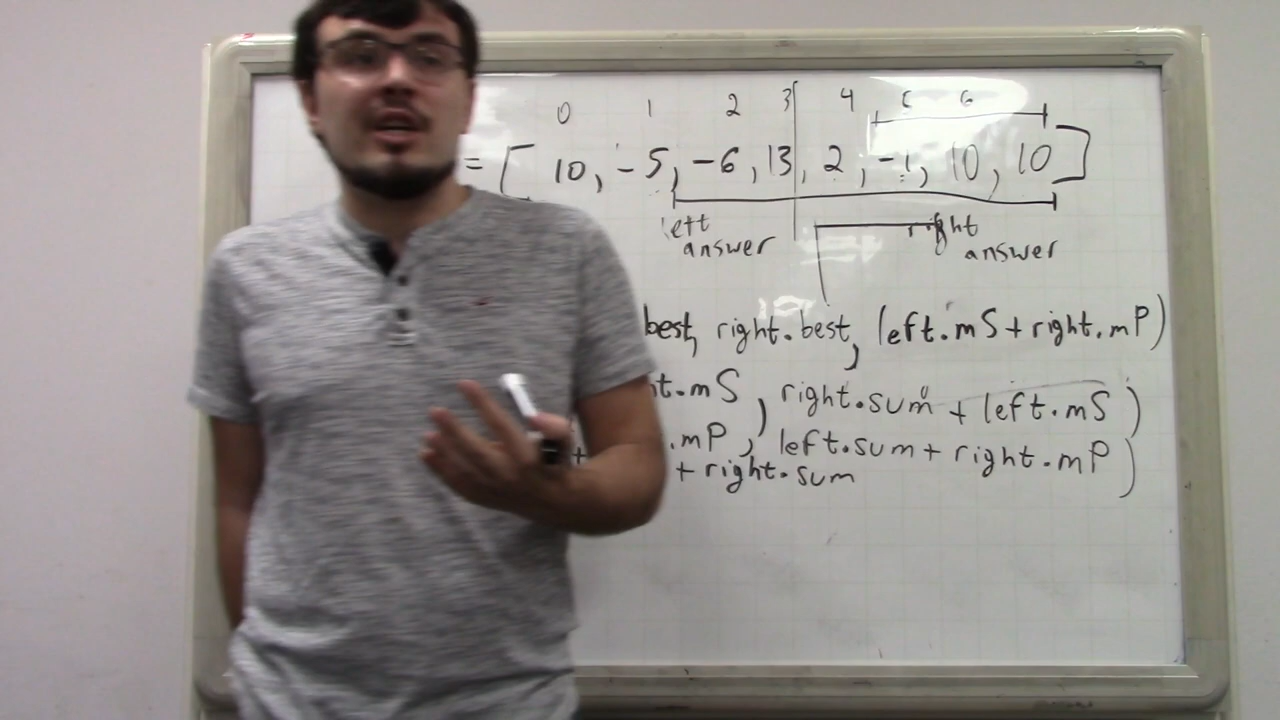 0 1 2 3 4 5 6
= [ 10, -5, -6, 13, 2, -1, 10, 10 ]
left answer
right answer
best, right.best, (left.mS + right.mP)
t.mS, right.sum + left.mS)
+ .mP, left.sum + right.mP)
+ right.sum